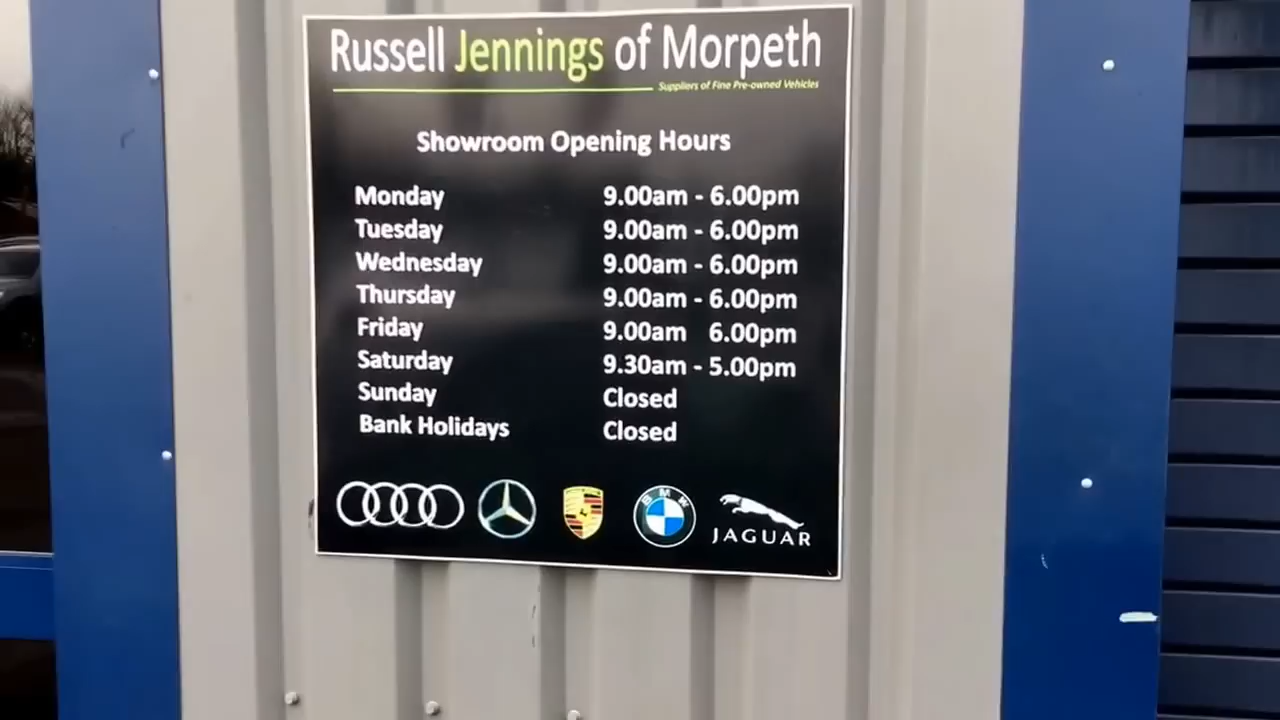 Russell Jennings of Morpeth
Suppliers of Fine Pre-owned Vehicles
Showroom Opening Hours
Monday 9.00am - 6.00pm
Tuesday 9.00am - 6.00pm
Wednesday 9.00am - 6.00pm
Thursday 9.00am - 6.00pm
Friday 9.00am 6.00pm
Saturday 9.30am - 5.00pm
Sunday Closed
Bank Holidays Closed
BMW
JAGUAR